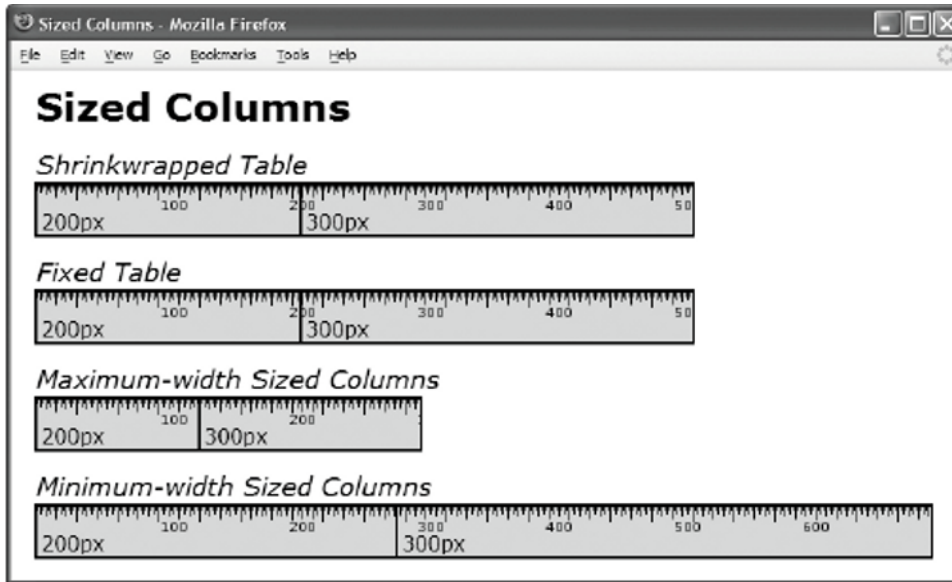 Sized Columns - Mozilla Firefox
File Edit View Go Bookmarks Tools Help
Sized Columns
Shrinkwrapped Table
100 200 300 400 50
200px 300px
Fixed Table
100 200 300 400 50
200px 300px
Maximum-width Sized Columns
100 200
200px 300px
Minimum-width Sized Columns
100 200 300 400 500 600
200px 300px